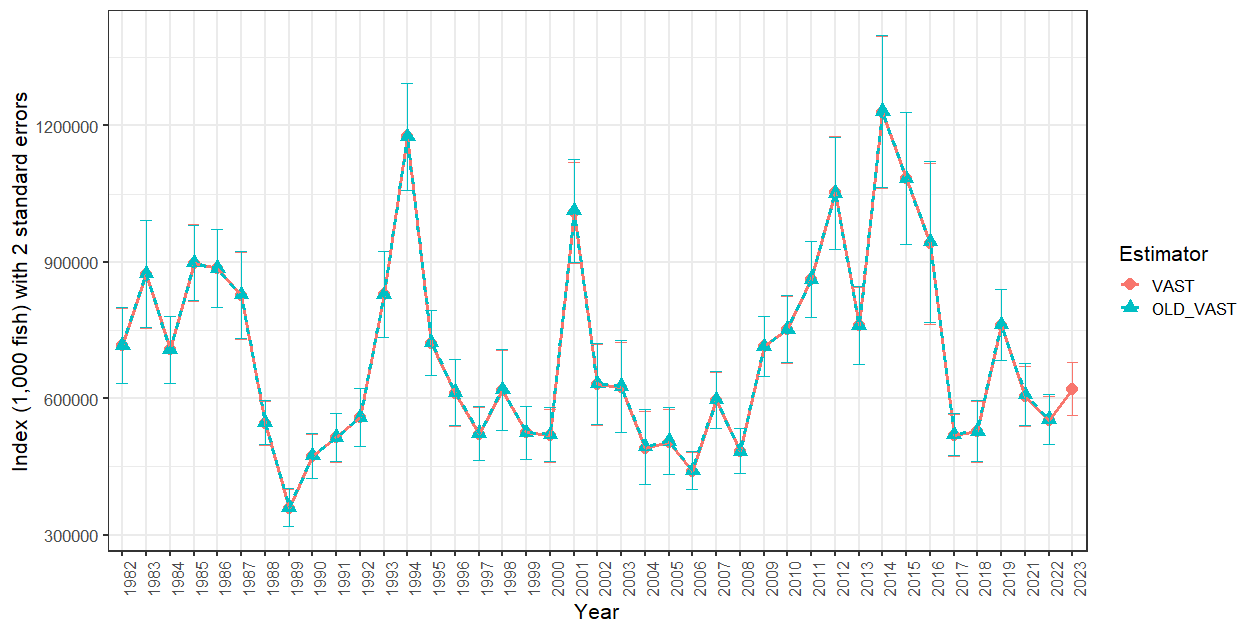 Index (1,000 fish) with 2 standard errors
1200000
900000
600000
300000
1982 1983 1984 1985 1986 1987 1988 1989 1990 1991 1992 1993 1994 1995 1996 1997 1998 1999 2000 2001 2002 2003 2004 2005 2006 2007 2008 2009 2010 2011 2012 2013 2014 2015 2016 2017 2018 2019 2021 2022 2023
Year
Estimator
VAST
OLD_VAST